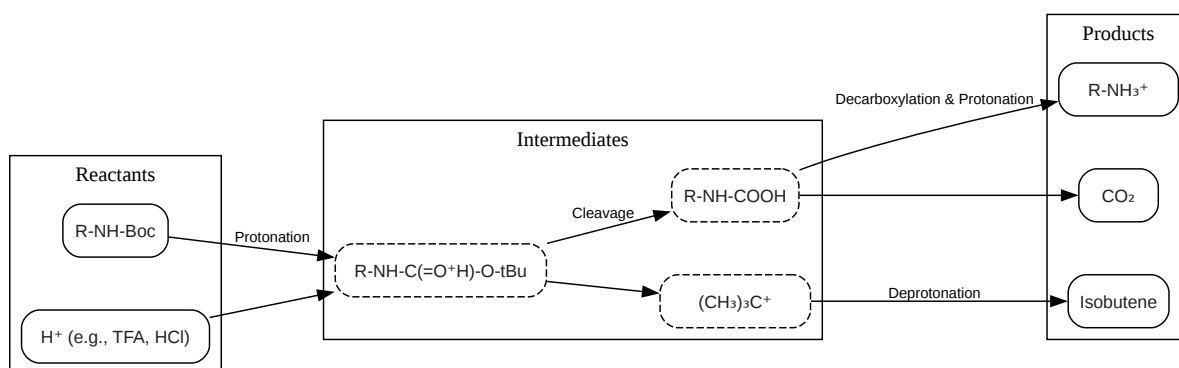 Reactants
R-NH-Boc
H⁺ (e.g., TFA, HCl)
Protonation
Intermediates
R-NH-C(=O⁺H)-O-tBu
Cleavage
R-NH-COOH
(CH₃)₃C⁺
Decarboxylation & Protonation
Deprotonation
Products
R-NH₃⁺
CO₂
Isobutene